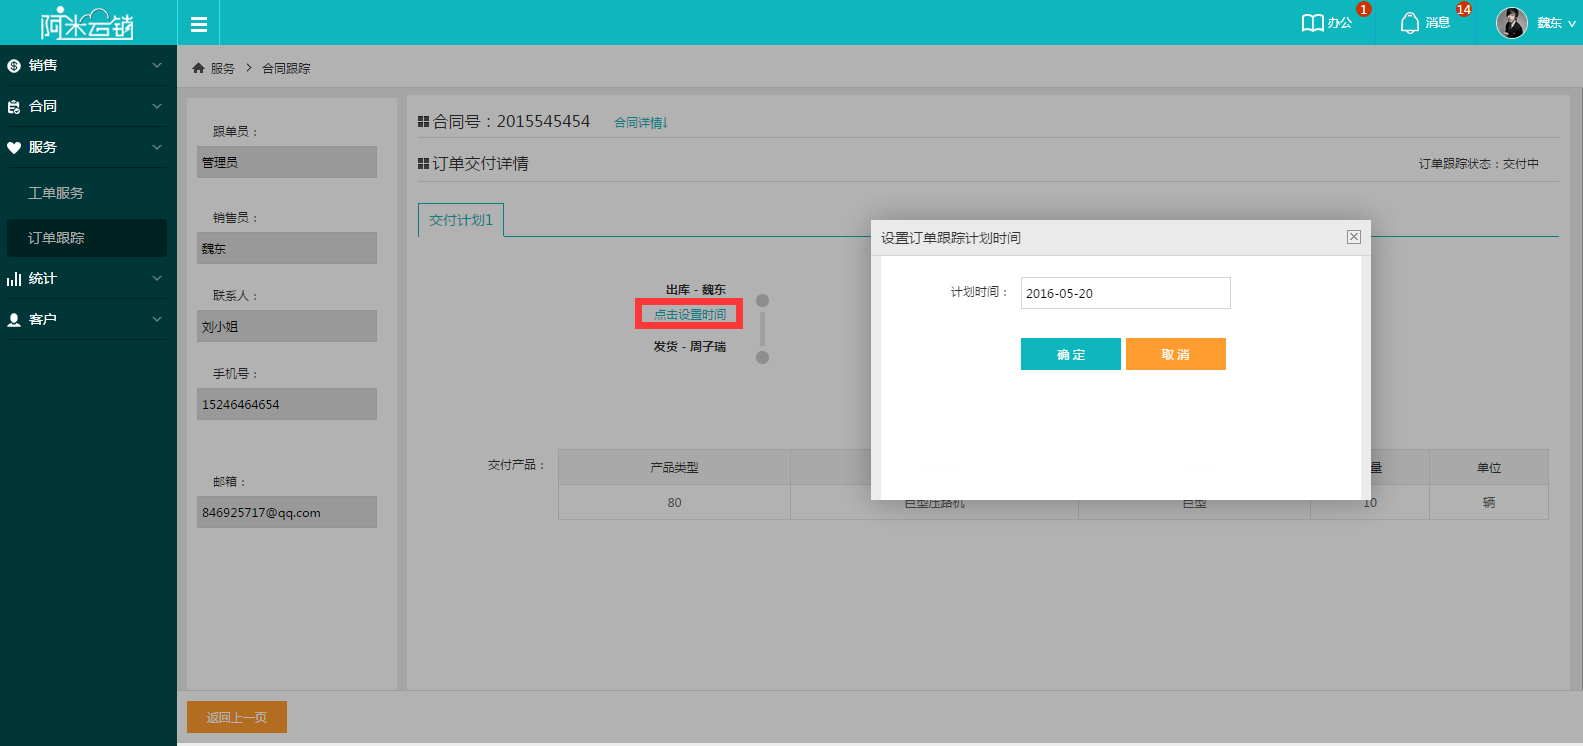 阿米云销
办公
1
消息
14
魏东
销售
合同
服务
工单服务
订单跟踪
统计
客户
服务 > 合同跟踪
跟单员：
管理员
销售员：
魏东
联系人：
刘小姐
手机号：
15246464654
邮箱：
846925717@qq.com
合同号：2015545454 合同详情↓
订单交付详情
订单跟踪状态：交付中
交付计划1
出库 - 魏东
点击设置时间
发货 - 周子瑞
设置订单跟踪计划时间
计划时间：
2016-05-20
确定 取消
交付产品：
产品类型 量 单位
80 巨型压路机 巨型 10 辆
返回上一页